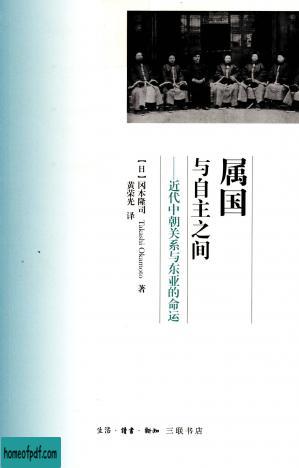 属国
与自主之间
——近代中朝关系与东亚的命运
【日】冈本隆司 Takashi Okamoto 著
黄荣光 译
生活·讀書·新知 三联书店
homeofpdf.com